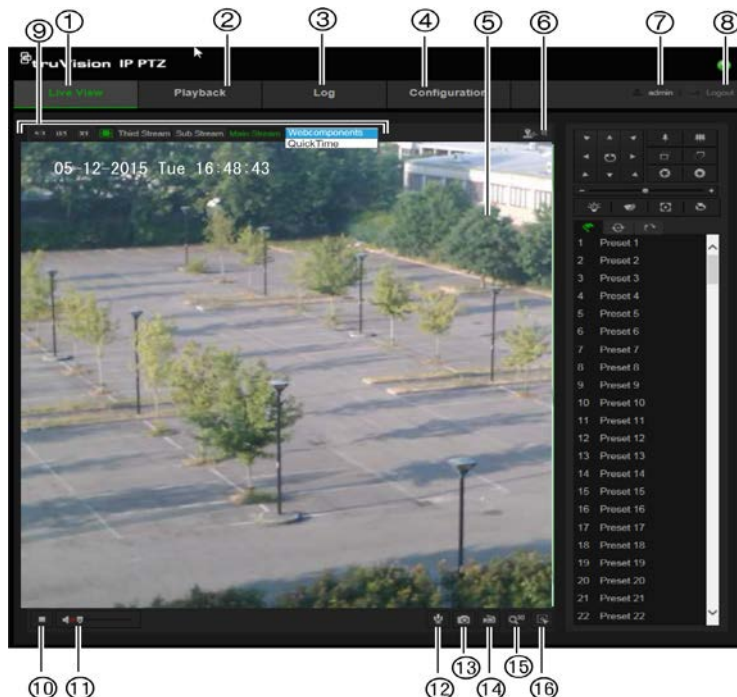 ① ② ③ ④ ⑤ ⑥ ⑦ ⑧
⑨
truVision IP PTZ
Live View Playback Log Configuration admin Logout
Third Stream Sub Stream Main Stream Webcomponents
QuickTime
05-12-2015 Tue 16:48:43
1 Preset 1
2 Preset 2
3 Preset 3
4 Preset 4
5 Preset 5
6 Preset 6
7 Preset 7
8 Preset 8
9 Preset 9
10 Preset 10
11 Preset 11
12 Preset 12
13 Preset 13
14 Preset 14
15 Preset 15
16 Preset 16
17 Preset 17
18 Preset 18
19 Preset 19
20 Preset 20
21 Preset 21
22 Preset 22
⑩ ⑪ ⑫ ⑬ ⑭ ⑮ ⑯